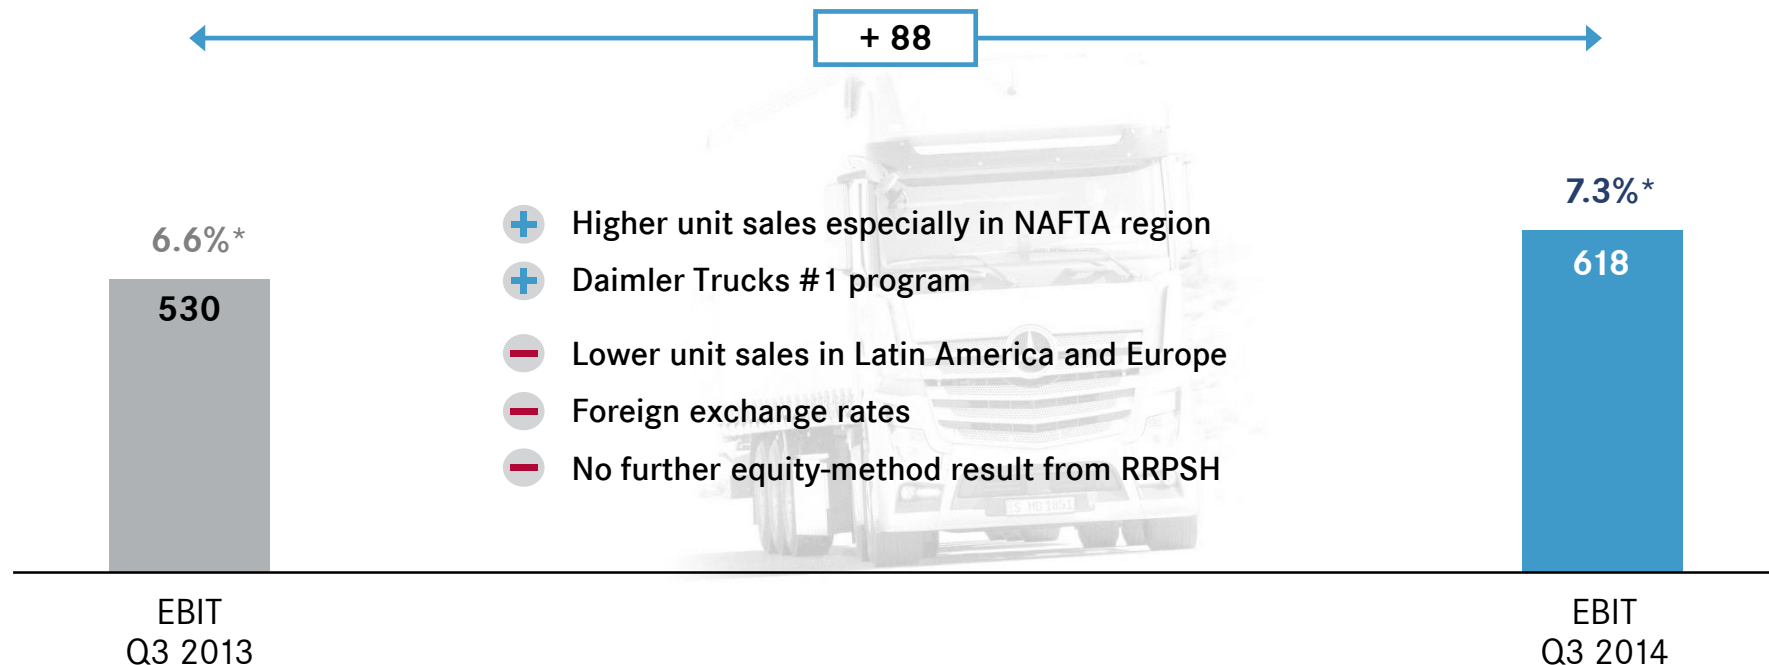 + 88
7.3%*
6.6%*
618
530
Higher unit sales especially in NAFTA region
Daimler Trucks #1 program
Lower unit sales in Latin America and Europe
Foreign exchange rates
No further equity-method result from RRPSH
S MB 1851
EBIT
Q3 2013
EBIT
Q3 2014